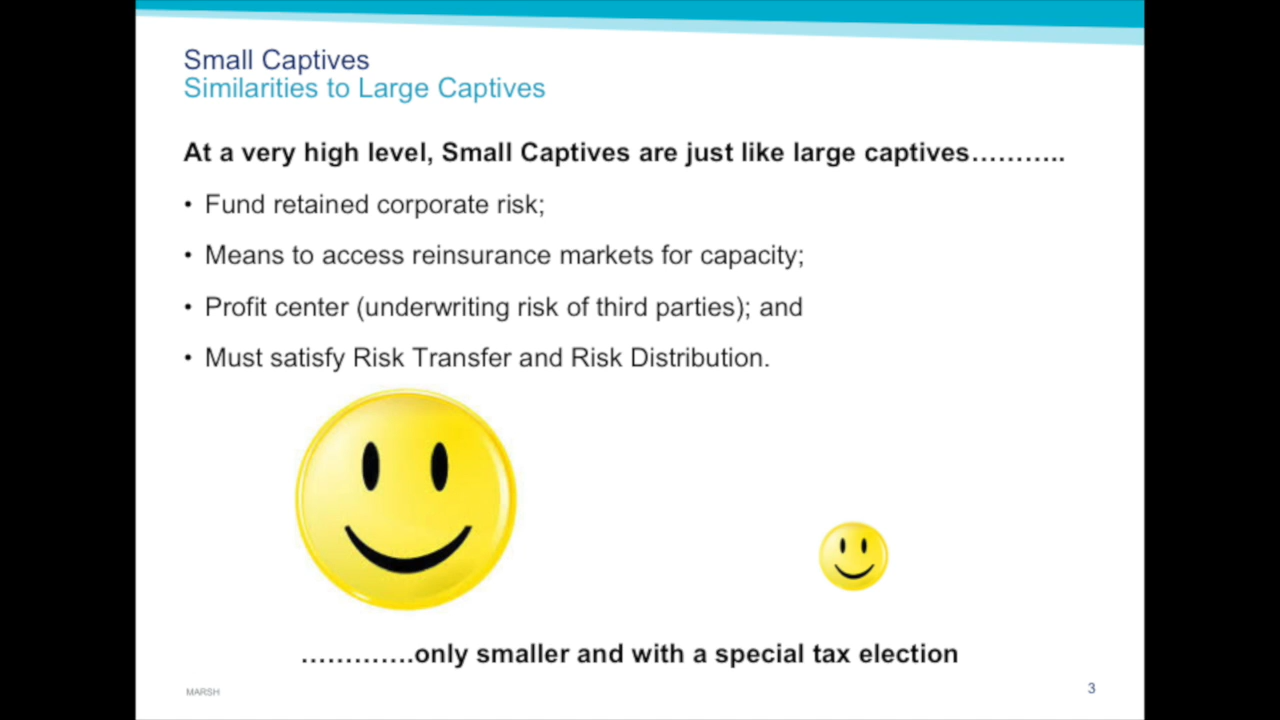 Small Captives
Similarities to Large Captives
At a very high level, Small Captives are just like large captives………..
• Fund retained corporate risk;
• Means to access reinsurance markets for capacity;
• Profit center (underwriting risk of third parties); and
• Must satisfy Risk Transfer and Risk Distribution.
………….only smaller and with a special tax election
MARSH
3